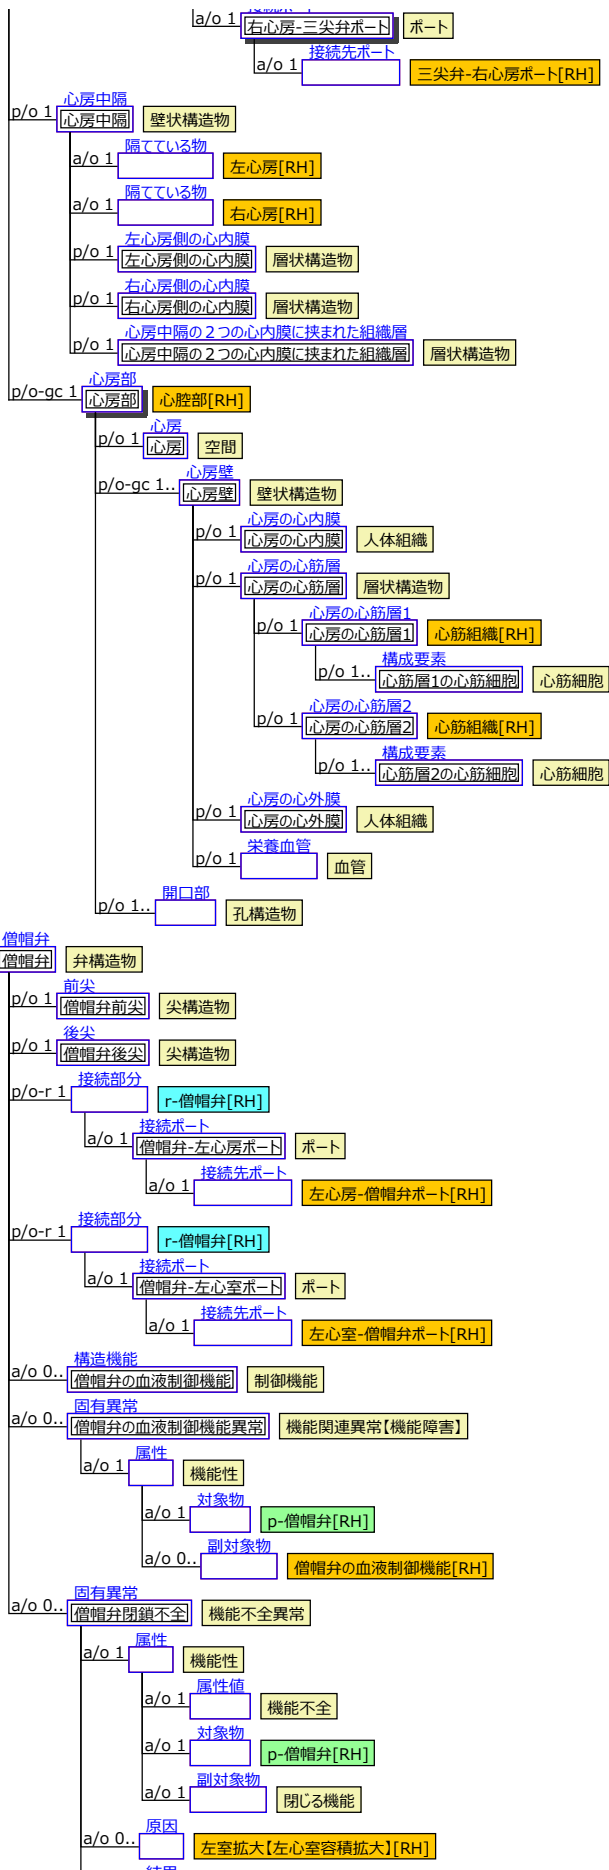 a/o 1
右心房-三尖弁ポート
ポート
接続先ポート
a/o 1
三尖弁-右心房ポート[RH]
心房中隔
p/o 1
心房中隔
壁状構造物
隔てている物
a/o 1
左心房[RH]
隔てている物
a/o 1
右心房[RH]
左心房側の心内膜
p/o 1
左心房側の心内膜
層状構造物
右心房側の心内膜
p/o 1
右心房側の心内膜
層状構造物
心房中隔の２つの心内膜に挟まれた組織層
p/o 1
心房中隔の２つの心内膜に挟まれた組織層
層状構造物
心房部
p/o-gc 1
心房部
心腔部[RH]
心房
p/o 1
心房
空間
心房壁
p/o-gc 1..
心房壁
壁状構造物
心房の心内膜
p/o 1
心房の心内膜
人体組織
心房の心筋層
p/o 1
心房の心筋層
層状構造物
心房の心筋層1
p/o 1
心房の心筋層1
心筋組織[RH]
構成要素
p/o 1..
心筋層1の心筋細胞
心筋細胞
心房の心筋層2
p/o 1
心房の心筋層2
心筋組織[RH]
構成要素
p/o 1..
心筋層2の心筋細胞
心筋細胞
心房の心外膜
p/o 1
心房の心外膜
人体組織
栄養血管
p/o 1
血管
開口部
p/o 1..
孔構造物
僧帽弁
僧帽弁
弁構造物
前尖
p/o 1
僧帽弁前尖
尖構造物
後尖
p/o 1
僧帽弁後尖
尖構造物
接続部分
p/o-r 1
r-僧帽弁[RH]
接続ポート
a/o 1
僧帽弁-左心房ポート
ポート
接続先ポート
a/o 1
左心房-僧帽弁ポート[RH]
接続部分
p/o-r 1
r-僧帽弁[RH]
接続ポート
a/o 1
僧帽弁-左心室ポート
ポート
接続先ポート
a/o 1
左心室-僧帽弁ポート[RH]
構造機能
a/o 0..
僧帽弁の血液制御機能
制御機能
固有異常
a/o 0..
僧帽弁の血液制御機能異常
機能関連異常【機能障害】
属性
a/o 1
機能性
対象物
a/o 1
p-僧帽弁[RH]
副対象物
a/o 0..
僧帽弁の血液制御機能[RH]
固有異常
a/o 0..
僧帽弁閉鎖不全
機能不全異常
属性
a/o 1
機能性
属性値
a/o 1
機能不全
対象物
a/o 1
p-僧帽弁[RH]
副対象物
a/o 1
閉じる機能
原因
a/o 0..
左室拡大【左心室容積拡大】[RH]